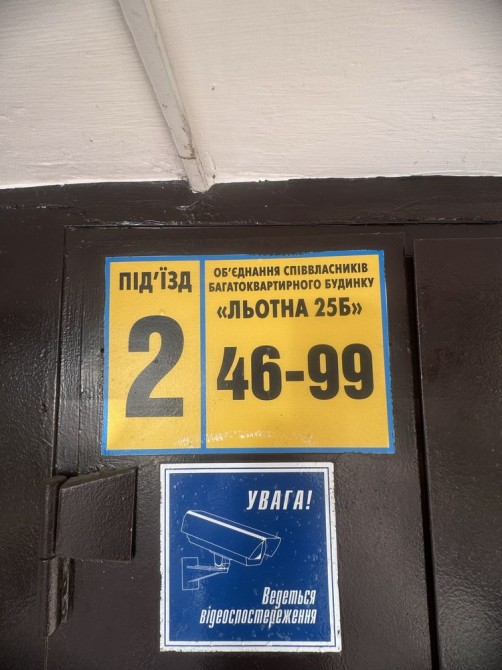 ПІД'ЇЗД
2
ОБ'ЄДНАННЯ СПІВВЛАСНИКІВ
БАГАТОКВАРТИРНОГО БУДИНКУ
«ЛЬОТНА 25Б»
46-99
УВАГА!
Ведеться
відеоспостереження